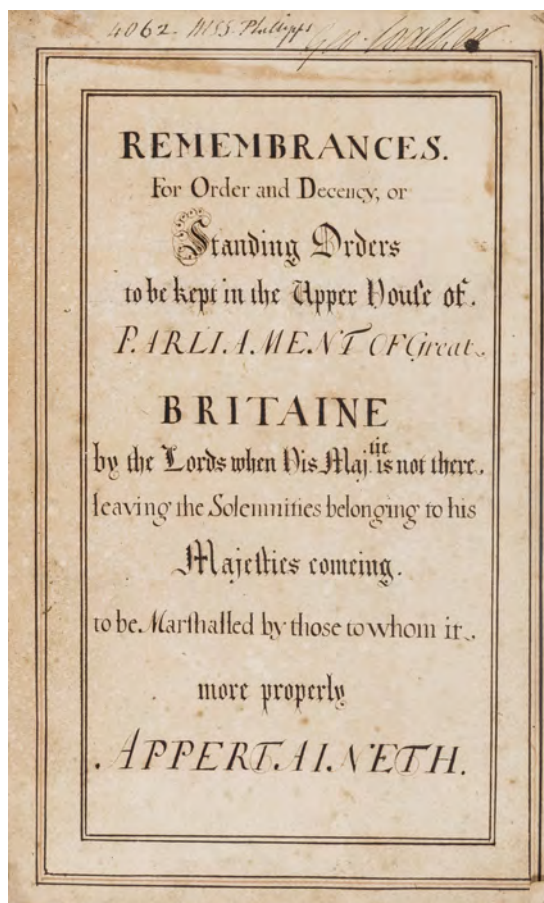 4062. MSS. Phillipps
REMEMBRANCES.
For Order and Decency, or
Standing Orders
to be kept in the Upper House of.
PARLIAMENT OF Great
BRITAINE
by the Lords when His Maj.tie is not there.
leaving the Solemnities belonging to his
Majesties comeing.
to be Marshalled by those to whom it
more properly
.APPERTAINETH.